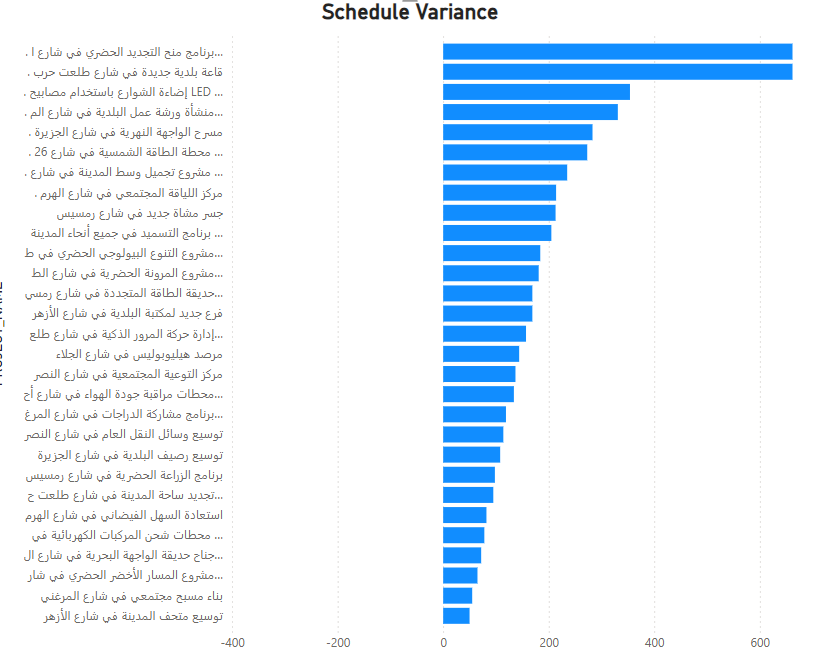 Schedule Variance
برنامج منح التجديد الحضري في شارع ا...
قاعة بلدية جديدة في شارع طلعت حرب .
إضاءة الشوارع باستخدام مصابيح LED ...
منشأة ورشة عمل البلدية في شارع الم...
مسرح الواجهة النهرية في شارع الجزيرة .
محطة الطاقة الشمسية في شارع 26 ...
مشروع تجميل وسط المدينة في شارع ...
مركز اللياقة المجتمعي في شارع الهرم .
جسر مشاة جديد في شارع رمسيس
برنامج التسميد في جميع أنحاء المدينة ...
مشروع التنوع البيولوجي الحضري في ط...
مشروع المرونة الحضرية في شارع الط...
حديقة الطاقة المتجددة في شارع رمسي...
فرع جديد لمكتبة البلدية في شارع الأزهر
إدارة حركة المرور الذكية في شارع طلع...
مرصد هيليوبوليس في شارع الجلاء
مركز التوعية المجتمعية في شارع النصر
محطات مراقبة جودة الهواء في شارع أح...
برنامج مشاركة الدراجات في شارع المرغ...
توسيع وسائل النقل العام في شارع النصر
توسيع رصيف البلدية في شارع الجزيرة
برنامج الزراعة الحضرية في شارع رمسيس
تجديد ساحة المدينة في شارع طلعت ح...
استعادة السهل الفيضاني في شارع الهرم
محطات شحن المركبات الكهربائية في ...
جناح حديقة الواجهة البحرية في شارع ال...
مشروع المسار الأخضر الحضري في شار...
بناء مسبح مجتمعي في شارع المرغني
توسيع متحف المدينة في شارع الأزهر
-400 -200 0 200 400 600